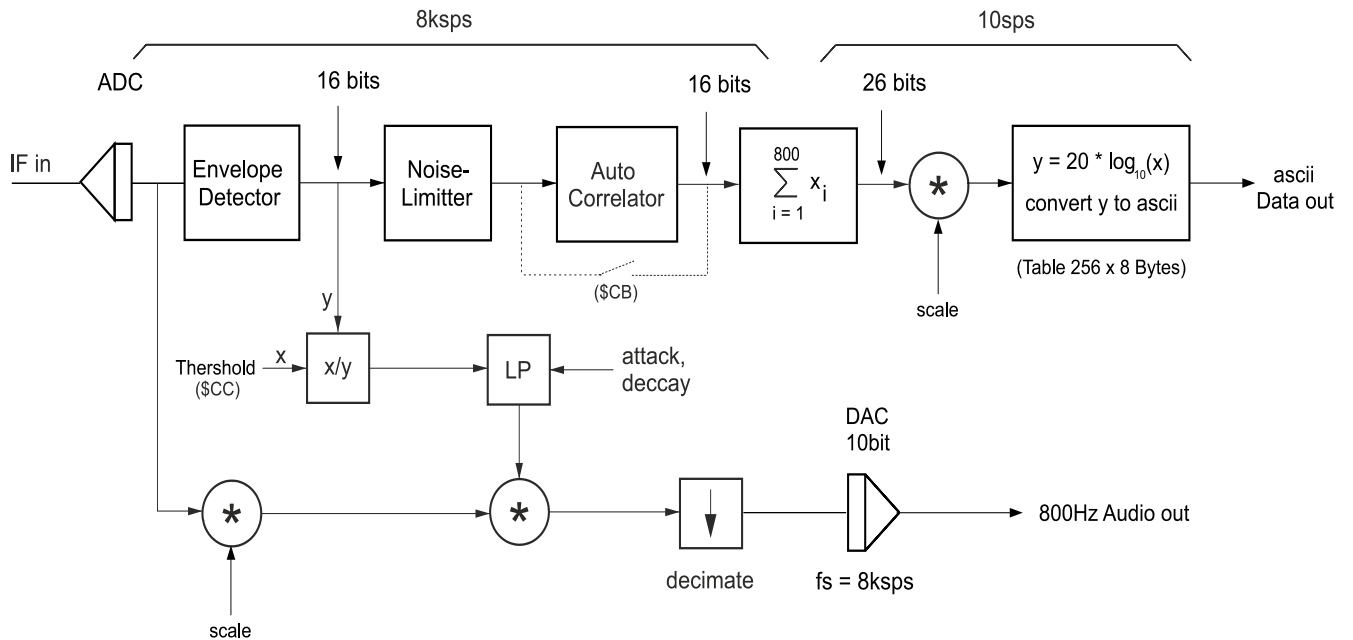 8ksps
10sps
ADC
16 bits
16 bits
26 bits
IF in
Envelope
Detector
Noise-
Limitter
Auto
Correlator
800
∑ xi
i = 1
*
y = 20 * log10(x)
convert y to ascii
ascii
Data out
($CB)
(Table 256 x 8 Bytes)
scale
y
Thershold
($CC)
x
x/y
LP
attack,
deccay
DAC
10bit
*
*
800Hz Audio out
decimate
fs = 8ksps
scale